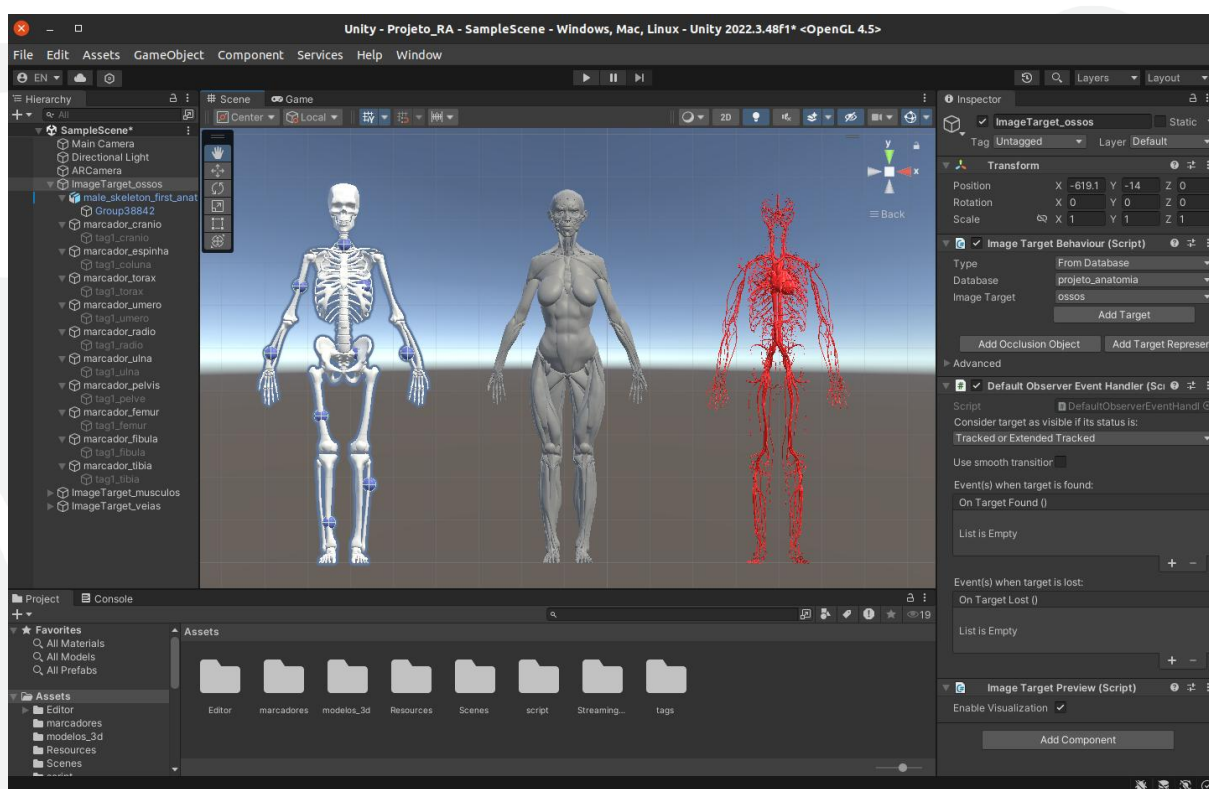 Unity - Projeto_RA - SampleScene - Windows, Mac, Linux - Unity 2022.3.48f1* <OpenGL 4.5>
File Edit Assets GameObject Component Services Help Window
EN
Layers
Layout
Hierarchy
All
SampleScene*
Main Camera
Directional Light
ARCamera
ImageTarget_ossos
male_skeleton_first_anat
Group38842
marcador_cranio
tag1_cranio
marcador_espinha
tag1_coluna
marcador_torax
tag1_torax
marcador_umero
tag1_umero
marcador_radio
tag1_radio
marcador_ulna
tag1_ulna
marcador_pelvis
tag1_pelve
marcador_femur
tag1_femur
marcador_fibula
tag1_fibula
marcador_tibia
tag1_tibia
ImageTarget_musculos
ImageTarget_veias
Scene Game
Center Local
2D
y
x
Back
Inspector
ImageTarget_ossos Static
Tag Untagged Layer Default
Transform
Position X -619.1 Y -14 Z 0
Rotation X 0 Y 0 Z 0
Scale X 1 Y 1 Z 1
Image Target Behaviour (Script)
Type From Database
Database projeto_anatomia
Image Target ossos
Add Target
Add Occlusion Object Add Target Represer
Advanced
# Default Observer Event Handler (Sci
Script DefaultObserverEventHandl
Consider target as visible if its status is:
Tracked or Extended Tracked
Use smooth transitior
Event(s) when target is found:
On Target Found ()
List is Empty
+ -
Event(s) when target is lost:
On Target Lost ()
List is Empty
+ -
Image Target Preview (Script)
Enable Visualization
Add Component
Project Console
19
Favorites
All Materials
All Models
All Prefabs
Assets
Editor
marcadores
modelos_3d
Resources
Scenes
script
Assets
Editor marcadores modelos_3d Resources Scenes script Streaming... tags